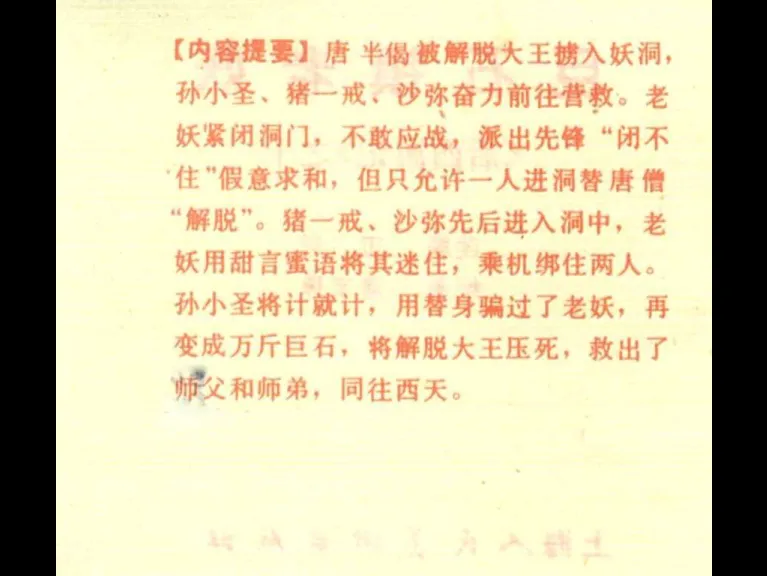 【内容提要】唐 半偈被解脱大王掳入妖洞，
孙小圣、猪一戒、沙弥奋力前往营救。老
妖紧闭洞门，不敢应战，派出先锋“闭不
住”假意求和，但只允许一人进洞替唐僧
“解脱”。猪一戒、沙弥先后进入洞中，老
妖用甜言蜜语将其迷住，乘机绑住两人。
孙小圣将计就计，用替身骗过了老妖，再
变成万斤巨石，将解脱大王压死，救出了
师父和师弟，同往西天。